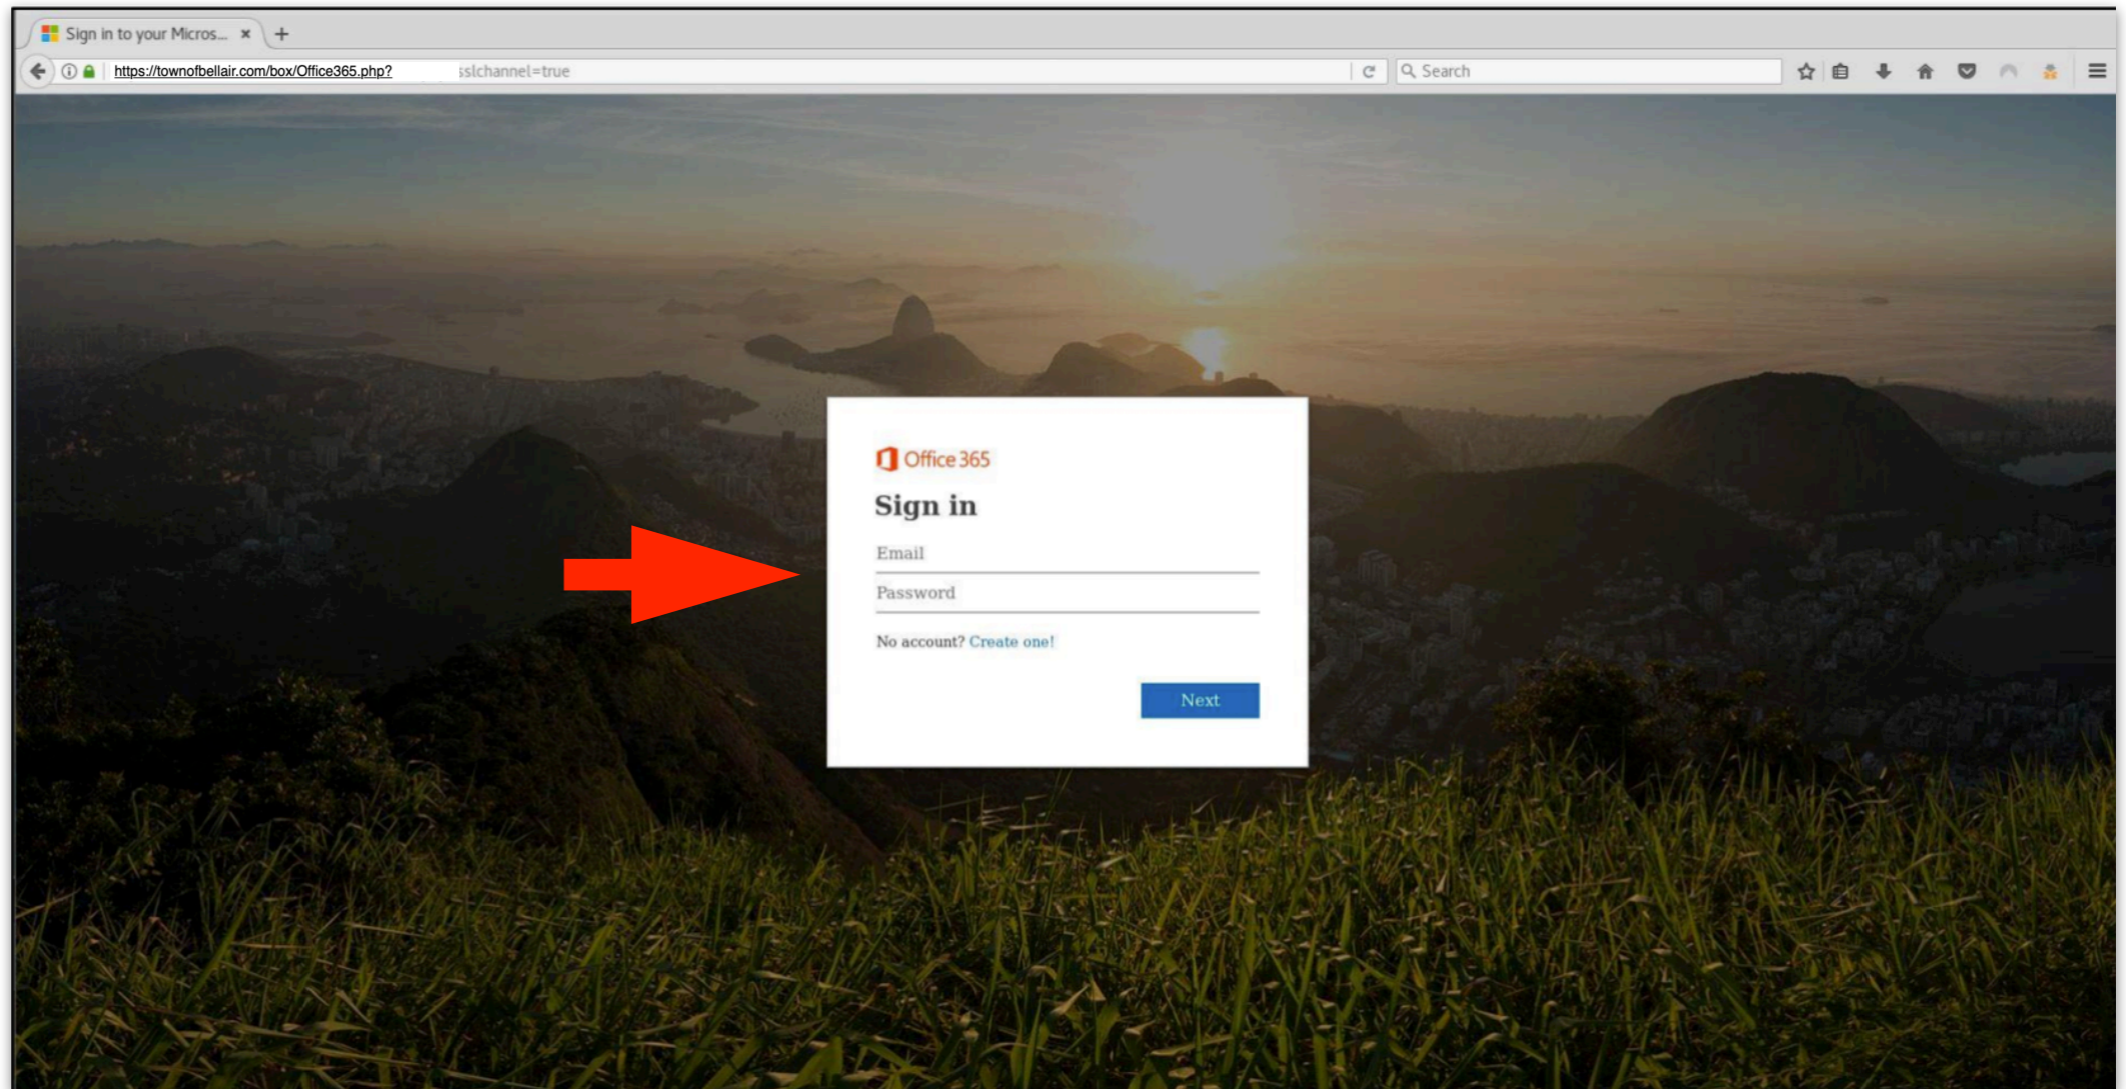 Sign in to your Micros...
https://townofbellair.com/box/Office365.php? sslchannel=true
Search
Office 365
Sign in
Email
Password
No account? Create one!
Next